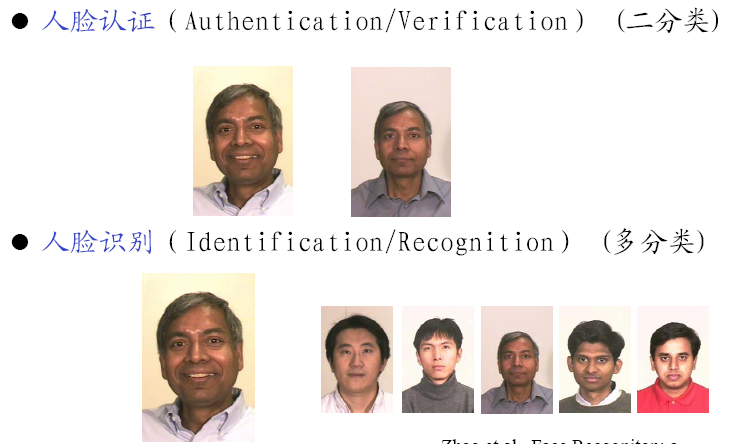 ● 人脸认证（Authentication/Verification） (二分类)
● 人脸识别（Identification/Recognition） (多分类)